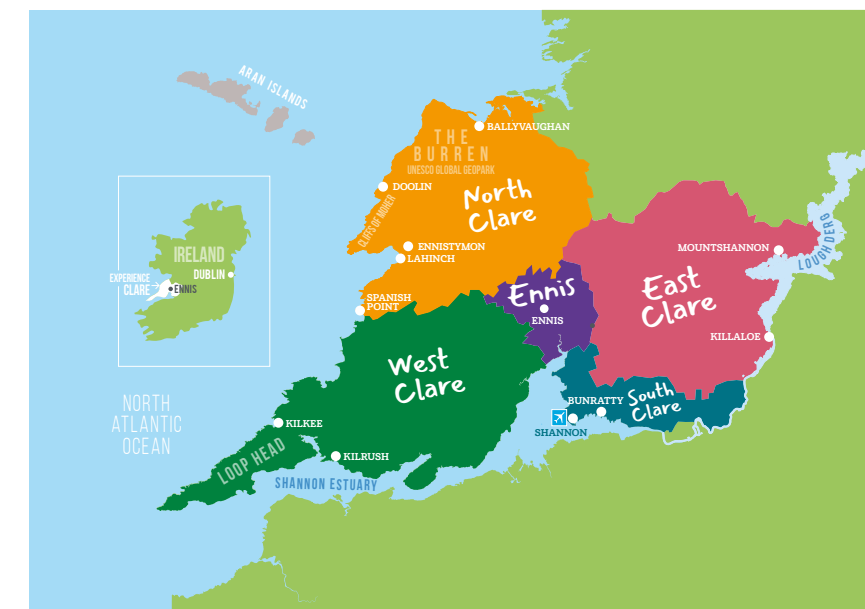 ARAN ISLANDS
BALLYVAUGHAN
THE
BURREN
UNESCO GLOBAL GEOPARK
DOOLIN
North
Clare
CLIFFS OF MOHER
ENNISTYMON
LAHINCH
SPANISH
POINT
IRELAND
DUBLIN
EXPERIENCE
CLARE
ENNIS
MOUNTSHANNON
LOUGH DERG
East
Clare
Ennis
ENNIS
KILLALOE
West
Clare
BUNRATTY
South
Clare
SHANNON
NORTH
ATLANTIC
OCEAN
KILKEE
LOOP HEAD
KILRUSH
SHANNON ESTUARY